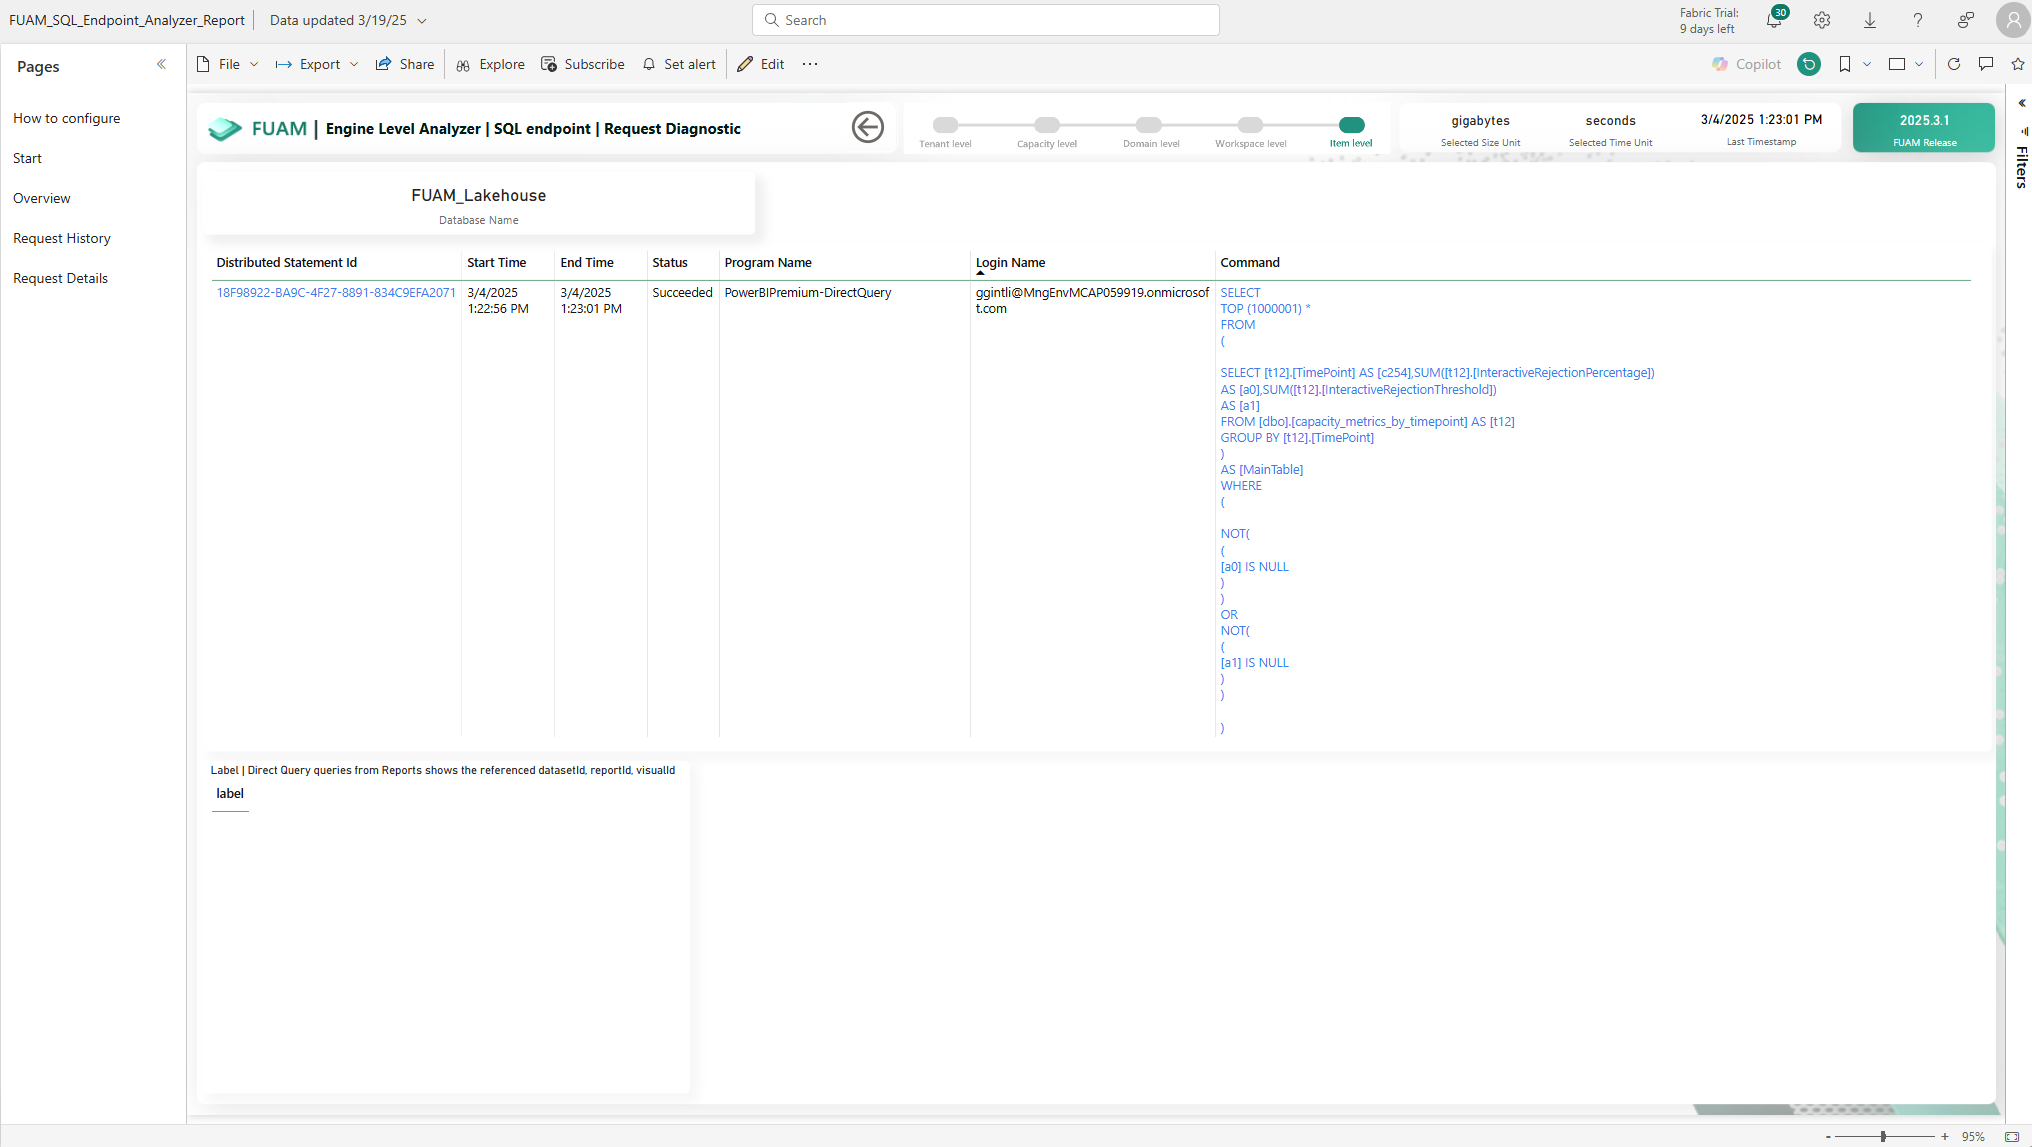 FUAM_SQL_Endpoint_Analyzer_Report
Data updated 3/19/25
Search
Fabric Trial:
9 days left
30
Pages
File
Export
Share
Explore
Subscribe
Set alert
Edit
Copilot
How to configure
Start
Overview
Request History
Request Details
FUAM | Engine Level Analyzer | SQL endpoint | Request Diagnostic
Tenant level
Capacity level
Domain level
Workspace level
Item level
gigabytes
Selected Size Unit
seconds
Selected Time Unit
3/4/2025 1:23:01 PM
Last Timestamp
2025.3.1
FUAM Release
Filters
FUAM_Lakehouse
Database Name
Distributed Statement Id
Start Time
End Time
Status
Program Name
Login Name
Command
18F98922-BA9C-4F27-8891-834C9EFA2071
3/4/2025
1:22:56 PM
3/4/2025
1:23:01 PM
Succeeded
PowerBIPremium-DirectQuery
ggintli@MngEnvMCAP059919.onmicrosof
t.com
SELECT
TOP (1000001) *
FROM
(
SELECT [t12].[TimePoint] AS [c254],SUM([t12].[InteractiveRejectionPercentage])
AS [a0],SUM([t12].[InteractiveRejectionThreshold])
AS [a1]
FROM [dbo].[capacity_metrics_by_timepoint] AS [t12]
GROUP BY [t12].[TimePoint]
)
AS [MainTable]
WHERE
(
NOT(
(
[a0] IS NULL
)
)
OR
NOT(
(
[a1] IS NULL
)
)
)
Label | Direct Query queries from Reports shows the referenced datasetId, reportId, visualId
label
- + 95%